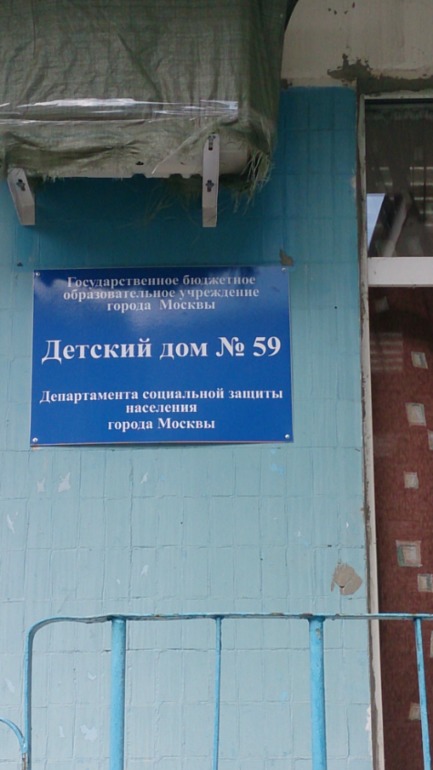 Государственное бюджетное
образовательное учреждение
города Москвы
Детский дом № 59
Департамента социальной защиты
населения
города Москвы